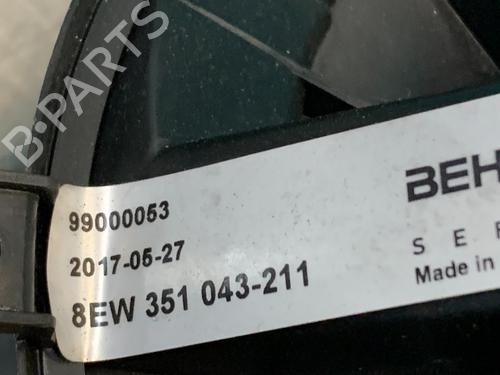 B-PARTS
99000053
2017-05-27
8EW 351 043-211
BEH
S E
Made in